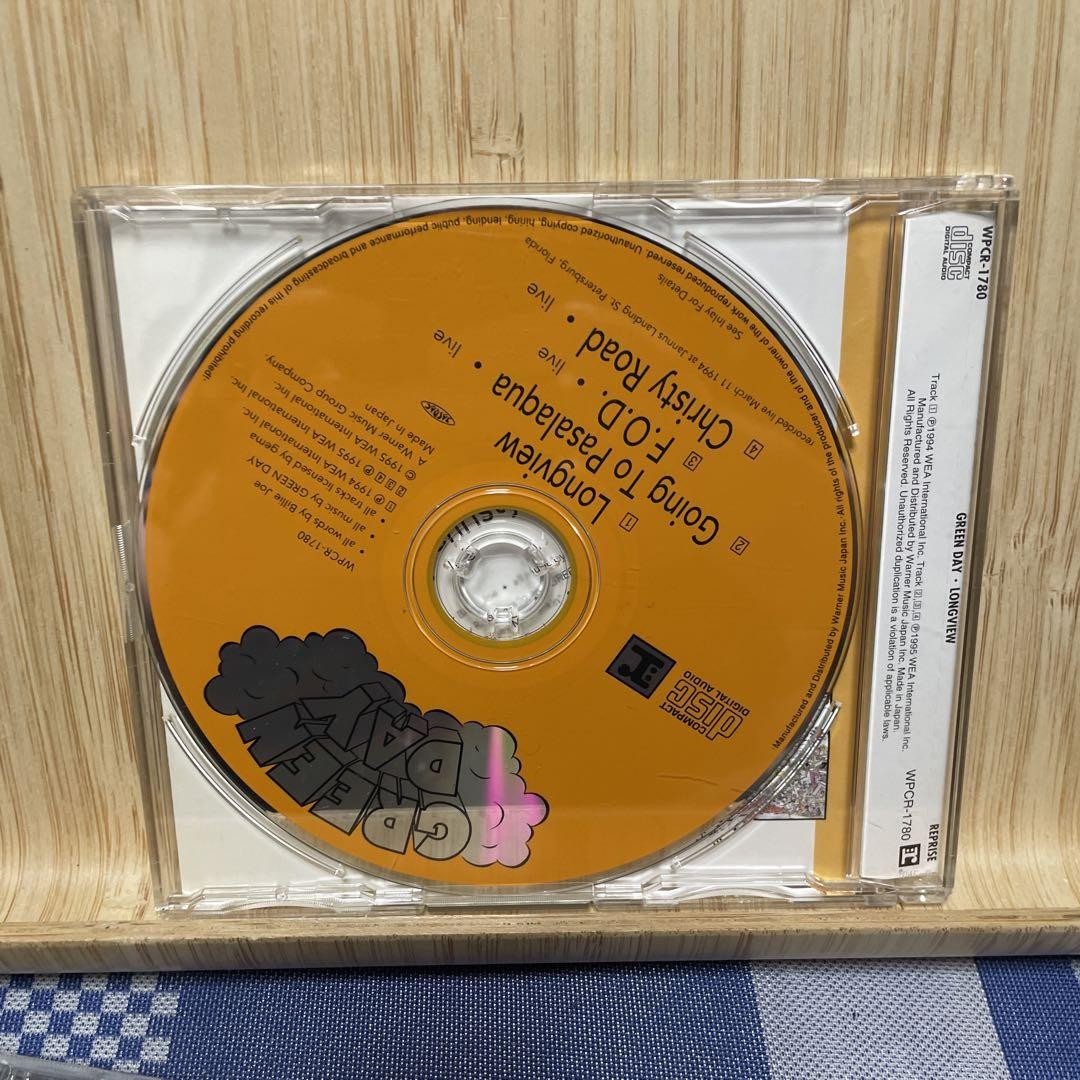 GREEN
DAY
1 Longview
2 Going To Pasalaqua • live
3 F.O.D. • live
4 Christy Road • live
recorded live March 11 1994 at Jannus Landing St. Petersburg, Florida
See Inlay For Details
COMPACT
disc
DIGITAL AUDIO
WPCR-1780
• all words by Billie Joe
• all music by GREEN DAY
• all tracks licensed by gema
1 ℗ 1994 WEA International Inc.
2 3 4 ℗ 1995 WEA International Inc.
© 1995 WEA International Inc.
A Warner Music Group Company.
Made in Japan
JASRAC
Manufactured and Distributed by Warner Music Japan Inc. All rights of the producer and of the owner of the work reproduced reserved. Unauthorized copying, hiring, lending, public performance and broadcasting of this recording prohibited.
WPCR-1780
COMPACT
disc
DIGITAL AUDIO
Track 1 ℗1994 WEA International Inc. Track 2,3,4 ℗1995 WEA International Inc.
Manufactured and Distributed by Warner Music Japan Inc. Made in Japan.
All Rights Reserved. Unauthorized duplication is a violation of applicable laws.
GREEN DAY • LONGVIEW
WPCR-1780
REPRISE